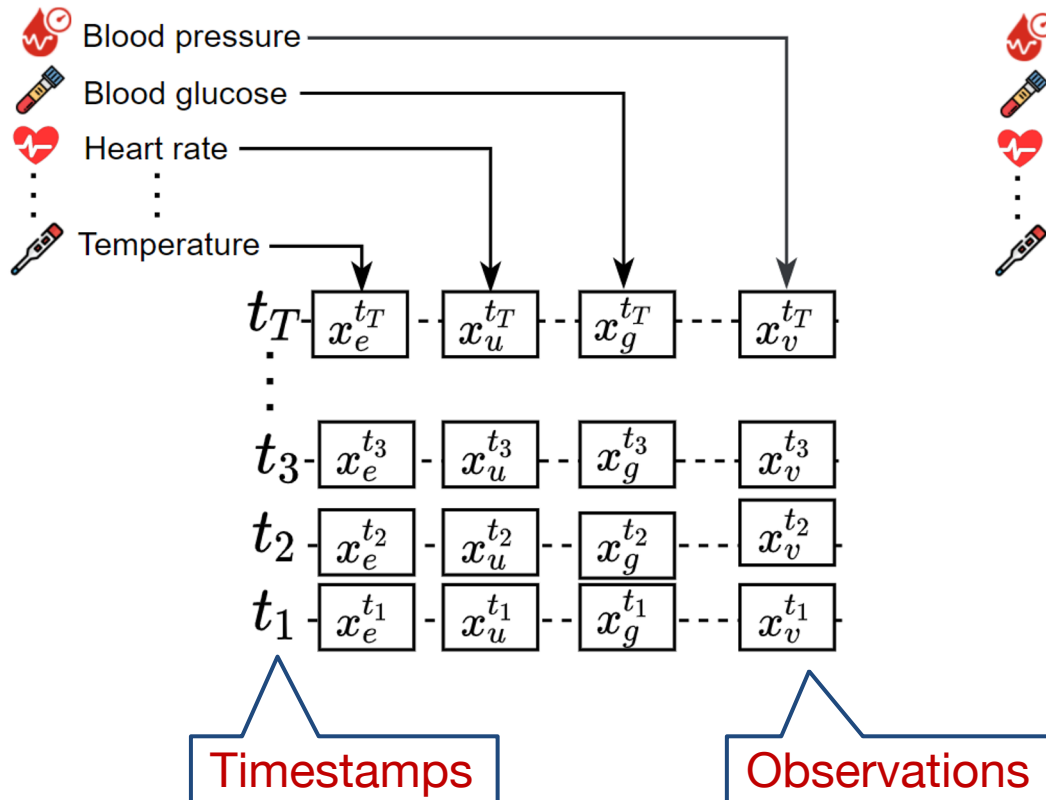 Blood pressure
Blood glucose
Heart rate
Temperature
t_T x_e^{t_T} x_u^{t_T} x_g^{t_T} x_v^{t_T}
t_3 x_e^{t_3} x_u^{t_3} x_g^{t_3} x_v^{t_3}
t_2 x_e^{t_2} x_u^{t_2} x_g^{t_2} x_v^{t_2}
t_1 x_e^{t_1} x_u^{t_1} x_g^{t_1} x_v^{t_1}
Timestamps
Observations